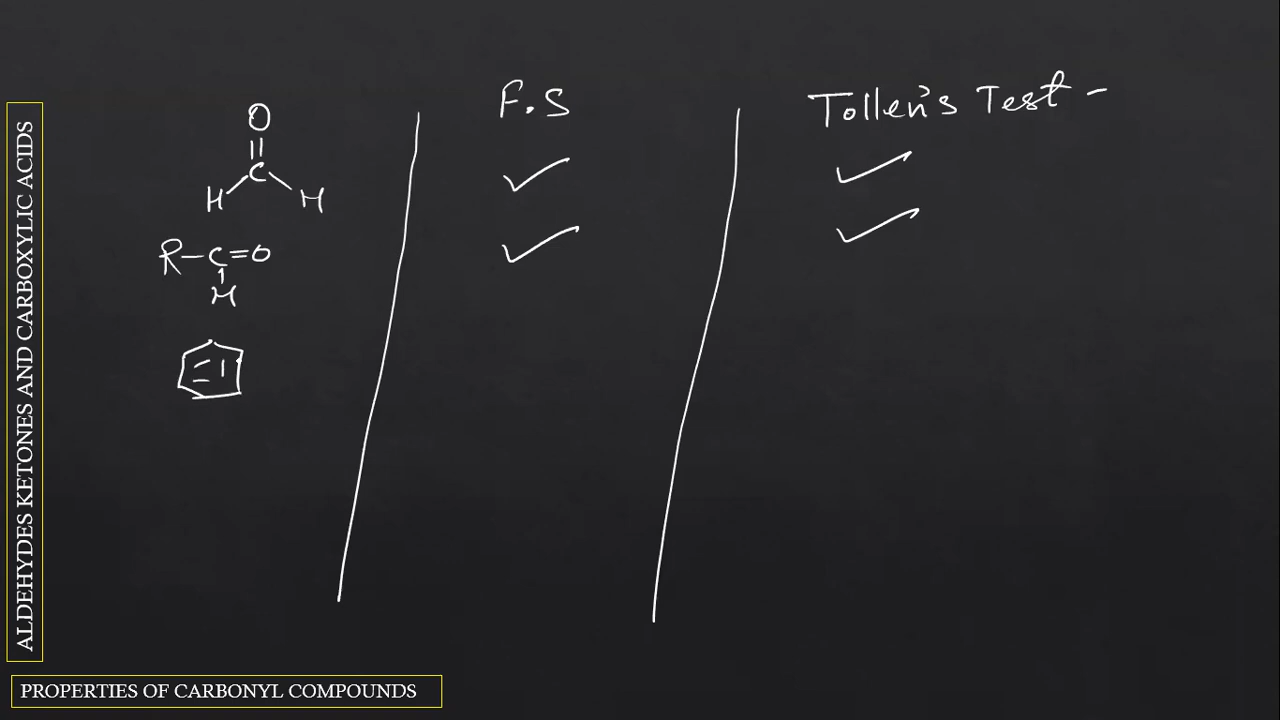 F.S
Tollen's Test -
O
||
C
H H
R-C=O
H
ALDEHYDES KETONES AND CARBOXYLIC ACIDS
PROPERTIES OF CARBONYL COMPOUNDS